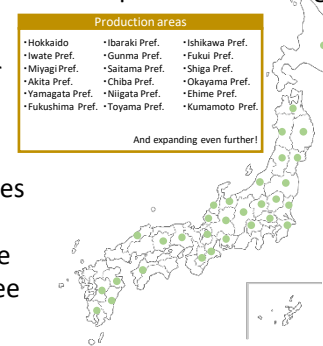 Production areas
・Hokkaido ・Ibaraki Pref. ・Ishikawa Pref.
・Iwate Pref. ・Gunma Pref. ・Fukui Pref.
・Miyagi Pref. ・Saitama Pref. ・Shiga Pref.
・Akita Pref. ・Chiba Pref. ・Okayama Pref.
・Yamagata Pref. ・Niigata Pref. ・Ehime Pref.
・Fukushima Pref. ・Toyama Pref. ・Kumamoto Pref.
And expanding even further!
es
e
ee